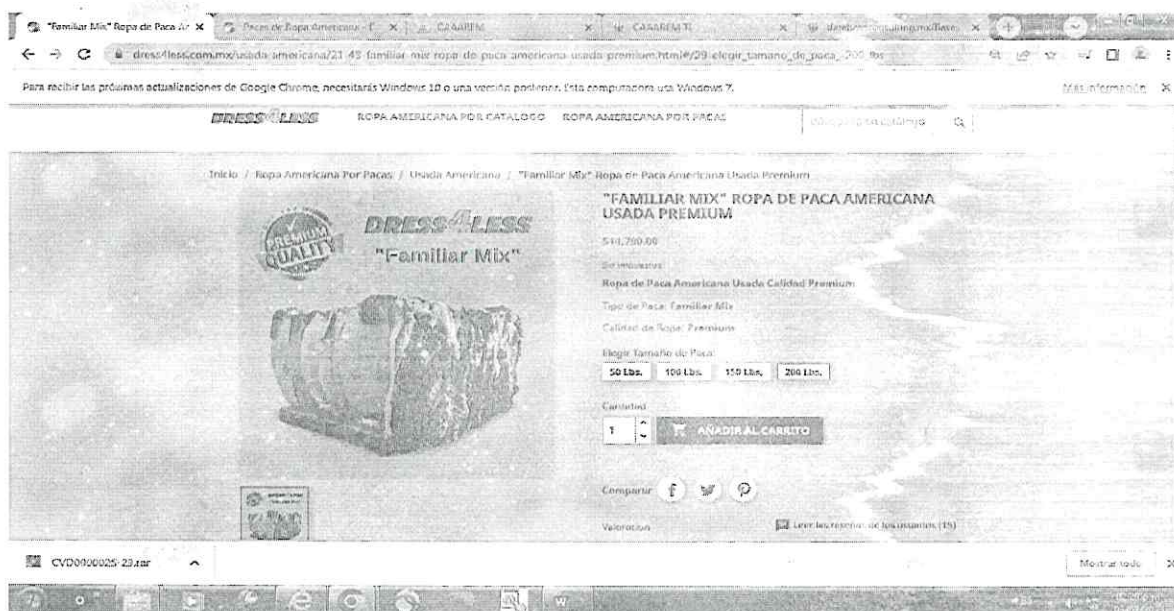 "Familiar Mix" Ropa de Paca Ar
Pacas de Ropa Americana -
CAAAREM
CAAAREM TI
dress4less.com.mx/usada-americana/21-43-familiar-mix-ropa-de-paca-americana-usada-premium.html#/29-elegir_tamano_de_paca_-200_lbs
Para recibir las próximas actualizaciones de Google Chrome, necesitarás Windows 10 o una versión posterior. Esta computadora usa Windows 7.
Más información
DRESS4LESS
ROPA AMERICANA POR CATALOGO
ROPA AMERICANA POR PACAS
Inicio / Ropa Americana Por Pacas / Usada Americana / "Familiar Mix" Ropa de Paca Americana Usada Premium
PREMIUM
QUALITY
DRESS4LESS
"Familiar Mix"
"FAMILIAR MIX" ROPA DE PACA AMERICANA
USADA PREMIUM
Sin impuestos
Ropa de Paca Americana Usada Calidad Premium
Tipo de Paca: Familiar Mix
Calidad de Ropa: Premium
Elegir Tamaño de Paca:
50 Lbs. 100 Lbs. 150 Lbs. 200 Lbs.
Cantidad
1
AÑADIR AL CARRITO
Compartir
Valoración
Leer las reseñas de los usuarios (15)
CVD0000025-23.rar
Mostrar todo